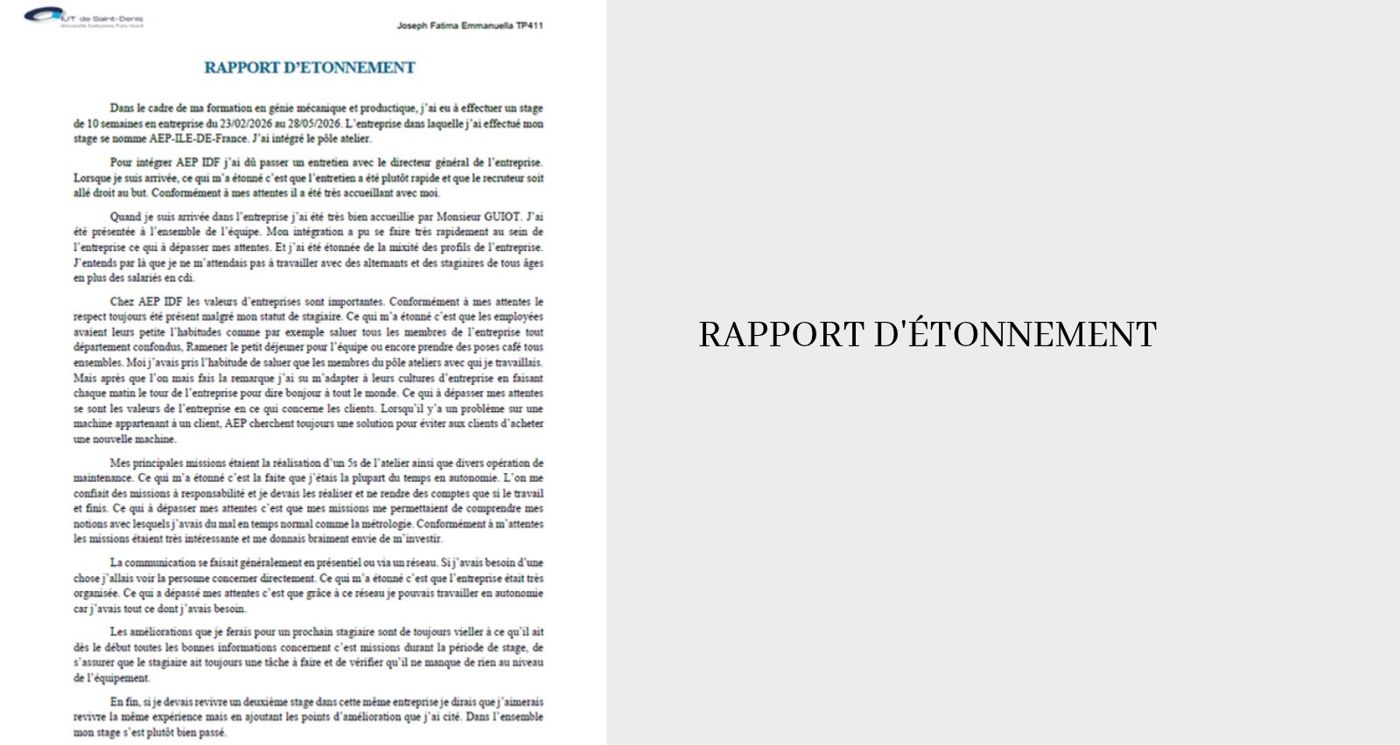 IUT de Saint-Denis
Université Sorbonne Paris Nord
Joseph Fatima Emmanuella TP411
RAPPORT D'ETONNEMENT
Dans le cadre de ma formation en génie mécanique et productique, j'ai eu à effectuer un stage
de 10 semaines en entreprise du 23/02/2026 au 28/05/2026. L'entreprise dans laquelle j'ai effectué mon
stage se nomme AEP-ILE-DE-France. J'ai intégré le pôle atelier.
Pour intégrer AEP IDF j'ai dû passer un entretien avec le directeur général de l'entreprise.
Lorsque je suis arrivée, ce qui m'a étonné c'est que l'entretien a été plutôt rapide et que le recruteur soit
allé droit au but. Conformément à mes attentes il a été très accueillant avec moi.
Quand je suis arrivée dans l'entreprise j'ai été très bien accueillie par Monsieur GUIOT. J'ai
été présentée à l'ensemble de l'équipe. Mon intégration a pu se faire très rapidement au sein de
l'entreprise ce qui à dépasser mes attentes. Et j'ai été étonnée de la mixité des profils de l'entreprise.
J'entends par là que je ne m'attendais pas à travailler avec des alternants et des stagiaires de tous âges
en plus des salariés en cdi.
Chez AEP IDF les valeurs d'entreprises sont importantes. Conformément à mes attentes le
respect toujours été présent malgré mon statut de stagiaire. Ce qui m'a étonné c'est que les employées
avaient leurs petite l'habitudes comme par exemple saluer tous les membres de l'entreprise tout
département confondus, Ramener le petit déjeuner pour l'équipe ou encore prendre des poses café tous
ensembles. Moi j'avais pris l'habitude de saluer que les membres du pôle ateliers avec qui je travaillais.
Mais après que l'on mais fais la remarque j'ai su m'adapter à leurs cultures d'entreprise en faisant
chaque matin le tour de l'entreprise pour dire bonjour à tout le monde. Ce qui à dépasser mes attentes
se sont les valeurs de l'entreprise en ce qui concerne les clients. Lorsqu'il y'a un problème sur une
machine appartenant à un client, AEP cherchent toujours une solution pour éviter aux clients d'acheter
une nouvelle machine.
Mes principales missions étaient la réalisation d'un 5s de l'atelier ainsi que divers opération de
maintenance. Ce qui m'a étonné c'est la faite que j'étais la plupart du temps en autonomie. L'on me
confiait des missions à responsabilité et je devais les réaliser et ne rendre des comptes que si le travail
et finis. Ce qui à dépasser mes attentes c'est que mes missions me permettaient de comprendre mes
notions avec lesquels j'avais du mal en temps normal comme la métrologie. Conformément à m'attentes
les missions étaient très intéressante et me donnais braiment envie de m'investir.
La communication se faisait généralement en présentiel ou via un réseau. Si j'avais besoin d'une
chose j'allais voir la personne concerner directement. Ce qui m'a étonné c'est que l'entreprise était très
organisée. Ce qui a dépassé mes attentes c'est que grâce à ce réseau je pouvais travailler en autonomie
car j'avais tout ce dont j'avais besoin.
Les améliorations que je ferais pour un prochain stagiaire sont de toujours vieller à ce qu'il ait
dès le début toutes les bonnes informations concernent c'est missions durant la période de stage, de
s'assurer que le stagiaire ait toujours une tâche à faire et de vérifier qu'il ne manque de rien au niveau
de l'équipement.
En fin, si je devais revivre un deuxième stage dans cette même entreprise je dirais que j'aimerais
revivre la même expérience mais en ajoutant les points d'amélioration que j'ai cité. Dans l'ensemble
mon stage s'est plutôt bien passé.
RAPPORT D'ÉTONNEMENT